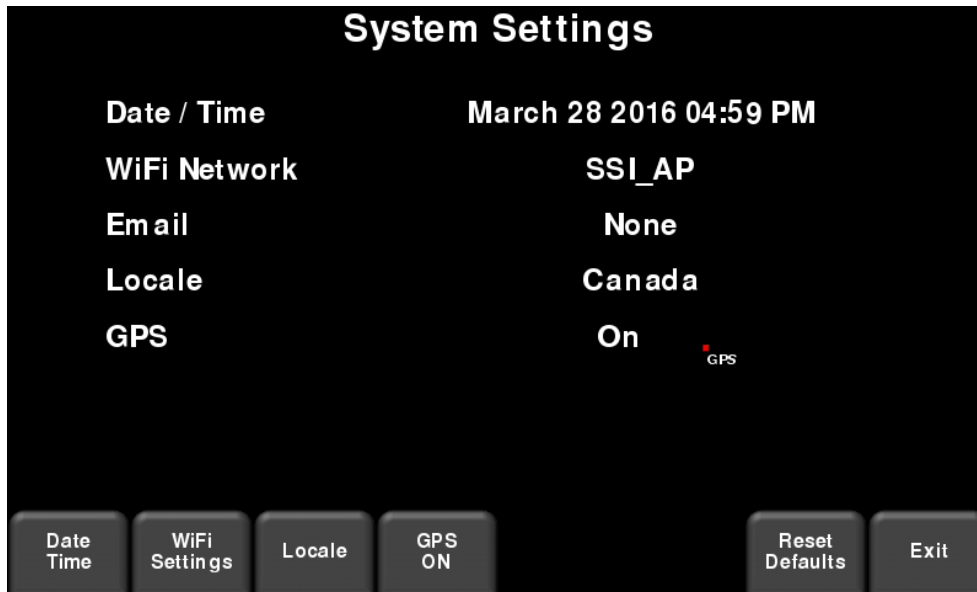 System Settings
Date / Time March 28 2016 04:59 PM
WiFi Network SSI_AP
Email None
Locale Canada
GPS On
GPS
Date Time
WiFi Settings
Locale
GPS ON
Reset Defaults
Exit